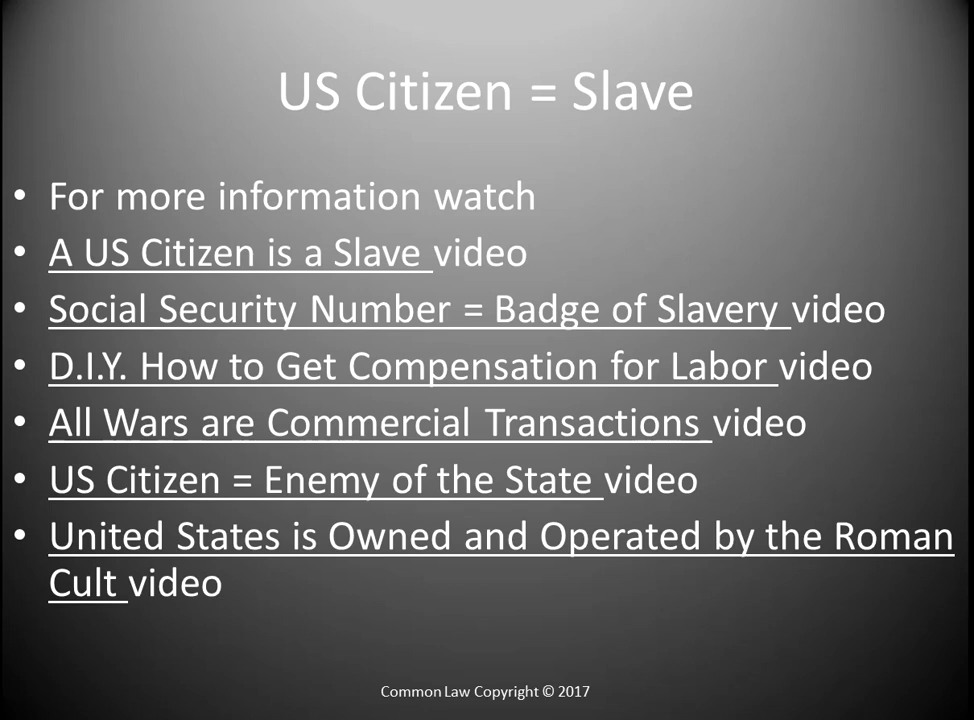 US Citizen = Slave
• For more information watch
• A US Citizen is a Slave video
• Social Security Number = Badge of Slavery video
• D.I.Y. How to Get Compensation for Labor video
• All Wars are Commercial Transactions video
• US Citizen = Enemy of the State video
• United States is Owned and Operated by the Roman
Cult video
Common Law Copyright © 2017